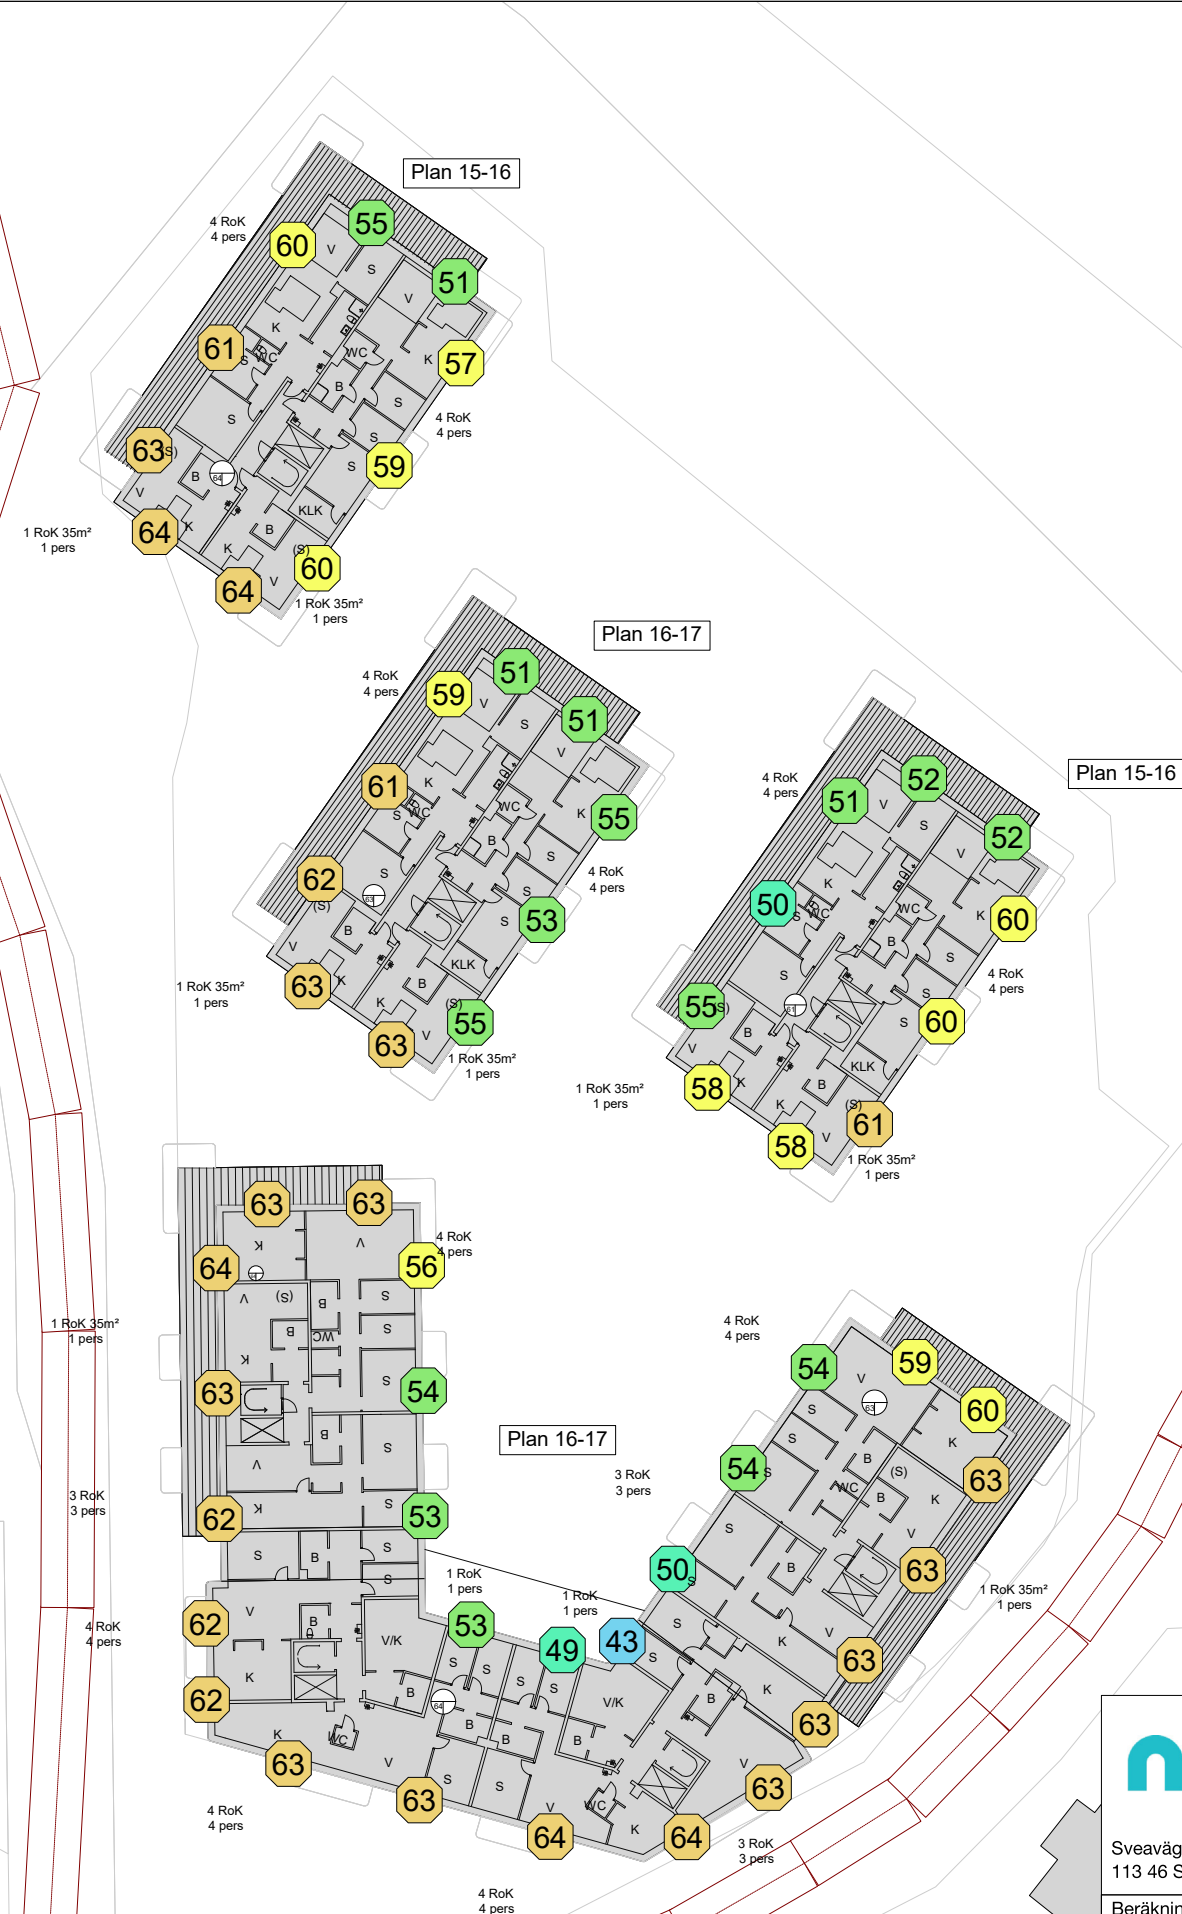 Plan 15-16
4 RoK
4 pers
60
55
51
V
S
V
K
61
S
WC
WC
K
57
B
S
S
4 RoK
4 pers
S
63
(S)
B
64
S
59
V
KLK
1 RoK 35m²
1 pers
64
K
B
K
(S)
V
60
64
1 RoK 35m²
1 pers
Plan 16-17
4 RoK
4 pers
59
51
51
V
S
V
K
61
S
WC
WC
K
55
B
S
S
4 RoK
4 pers
S
62
(S)
63
S
53
B
V
KLK
1 RoK 35m²
1 pers
63
K
B
K
(S)
V
55
63
1 RoK 35m²
1 pers
Plan 15-16
4 RoK
4 pers
51
52
52
V
S
V
K
50
S
WC
WC
K
60
B
S
S
4 RoK
4 pers
S
55
(S)
61
S
60
B
V
KLK
1 RoK 35m²
1 pers
58
K
B
K
(S)
V
61
58
1 RoK 35m²
1 pers
63
63
K
V
4 RoK
4 pers
64
56
V
(S)
B
S
1 RoK 35m²
1 pers
B
WC
S
K
63
S
54
B
S
V
3 RoK
3 pers
K
S
62
53
S
B
S
S
Plan 16-17
4 RoK
4 pers
54
59
60
V
63
S
S
K
3 RoK
3 pers
54
S
B
(S)
63
WC
B
K
V
S
50
S
B
63
1 RoK 35m²
1 pers
S
K
V
63
1 RoK
1 pers
1 RoK
1 pers
4 RoK
4 pers
62
V
B
V/K
53
49
43
S
K
S
S
S
S
62
B
64
V/K
B
K
63
K
WC
B
B
B
63
V
S
S
V
63
63
V
WC
K
64
64
4 RoK
4 pers
3 RoK
3 pers
4 RoK
4 pers
Sveaväg
113 46 S
Beräknin